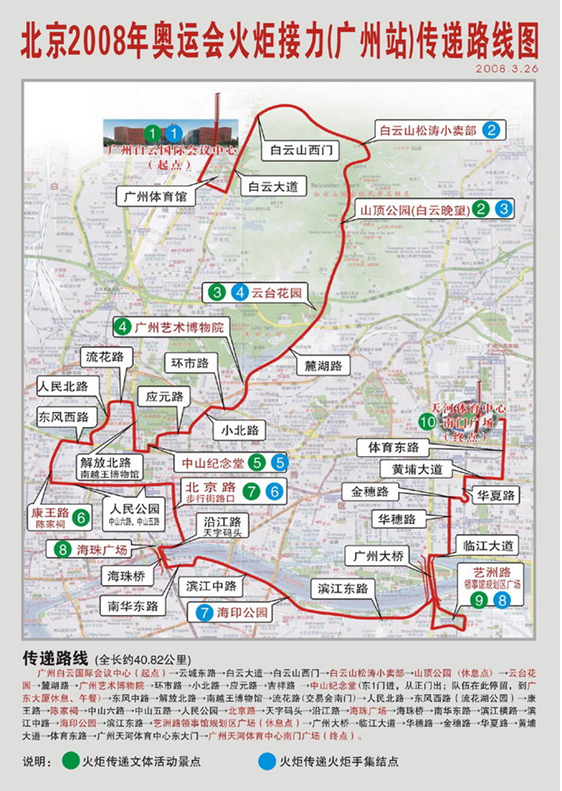 北京2008年奥运会火炬接力(广州站)传递路线图
2008.3.26
1 1
广州白云国际会议中心
(起点)
白云山西门
白云山松涛小卖部 2
广州体育馆
白云大道
山顶公园(白云晚望) 2 3
3 4 云台花园
4 广州艺术博物院
流花路
环市路
麓湖路
人民北路
应元路
天河体育中心
10 南门广场
(终点)
东风西路
小北路
体育东路
解放北路
南越王博物馆
中山纪念堂 5 5
黄埔大道
北京路
步行街路口 7 6
金穗路
华夏路
康王路
陈家祠 6
人民公园
中山六路、中山五路
沿江路
天字码头
华穗路
8 海珠广场
临江大道
广州大桥
海珠桥
滨江中路
滨江东路
艺洲路
领事馆规划区广场
9 8
南华东路
7 海印公园
传递路线 (全长约40.82公里)
广州白云国际会议中心(起点)→云城东路→白云大道→白云山西门→白云山松涛小卖部→山顶公园(休息点)→云台花
园→麓湖路→广州艺术博物院→环市路→小北路→应元路→吉祥路→中山纪念堂(东1门进，从正门出；队伍在此停留，到广
东大厦休息、午餐)→东风中路→解放北路→南越王博物馆→流花路(交易会南门)→人民北路→东风西路(流花湖公园)→康
王路→陈家祠→中山六路→中山五路→人民公园→北京路→天字码头→沿江路→海珠广场→海珠桥→南华东路→滨江横路→滨
江中路→海印公园→滨江东路→艺洲路领事馆规划区广场(休息点)→广州大桥→临江大道→华穗路→金穗路→华夏路→黄埔
大道→体育东路→广州天河体育中心东大门→广州天河体育中心南门广场(终点)。
说明： 火炬传递文体活动景点 火炬传递火炬手集结点